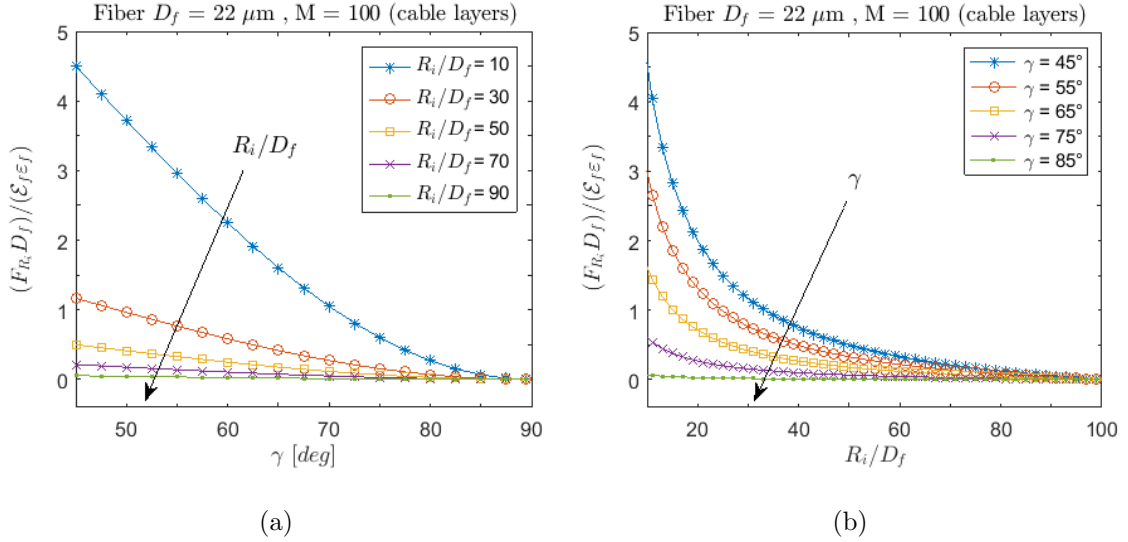 Fiber D_f = 22 μm , M = 100 (cable layers)
(F_{R_i} D_f)/(ℰ_f ε_f)
5
4
3
2
1
0
R_i/D_f = 10
R_i/D_f = 30
R_i/D_f = 50
R_i/D_f = 70
R_i/D_f = 90
R_i/D_f
50 60 70 80 90
γ [deg]
(a)
Fiber D_f = 22 μm , M = 100 (cable layers)
(F_{R_i} D_f)/(ℰ_f ε_f)
5
4
3
2
1
0
γ = 45°
γ = 55°
γ = 65°
γ = 75°
γ = 85°
γ
20 40 60 80 100
R_i/D_f
(b)